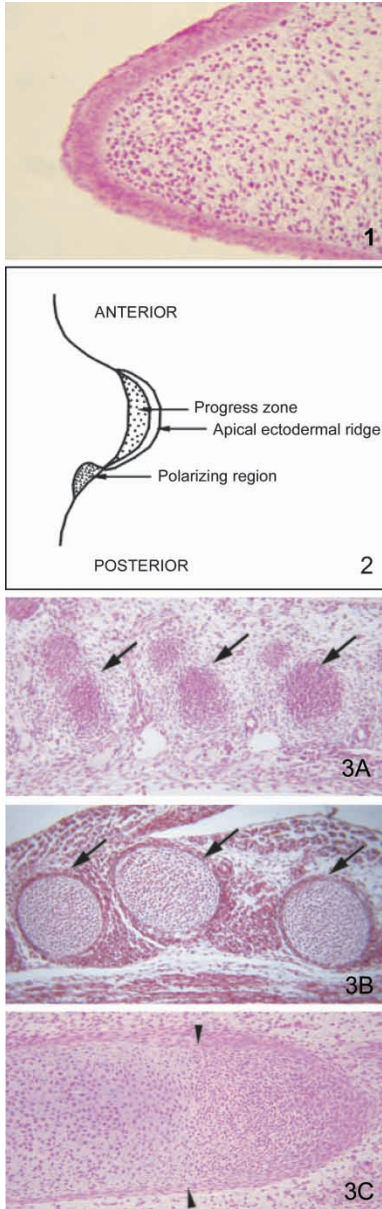 1
ANTERIOR
Progress zone
Apical ectodermal ridge
Polarizing region
POSTERIOR
2
3A
3B
3C